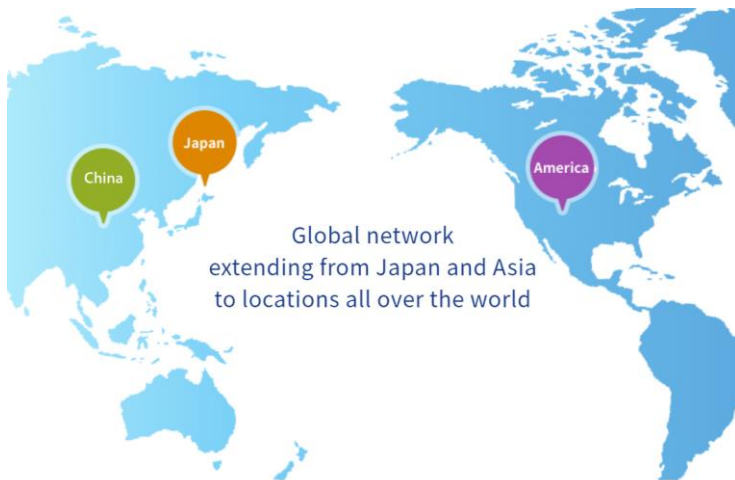 Japan
China
America
Global network
extending from Japan and Asia
to locations all over the world